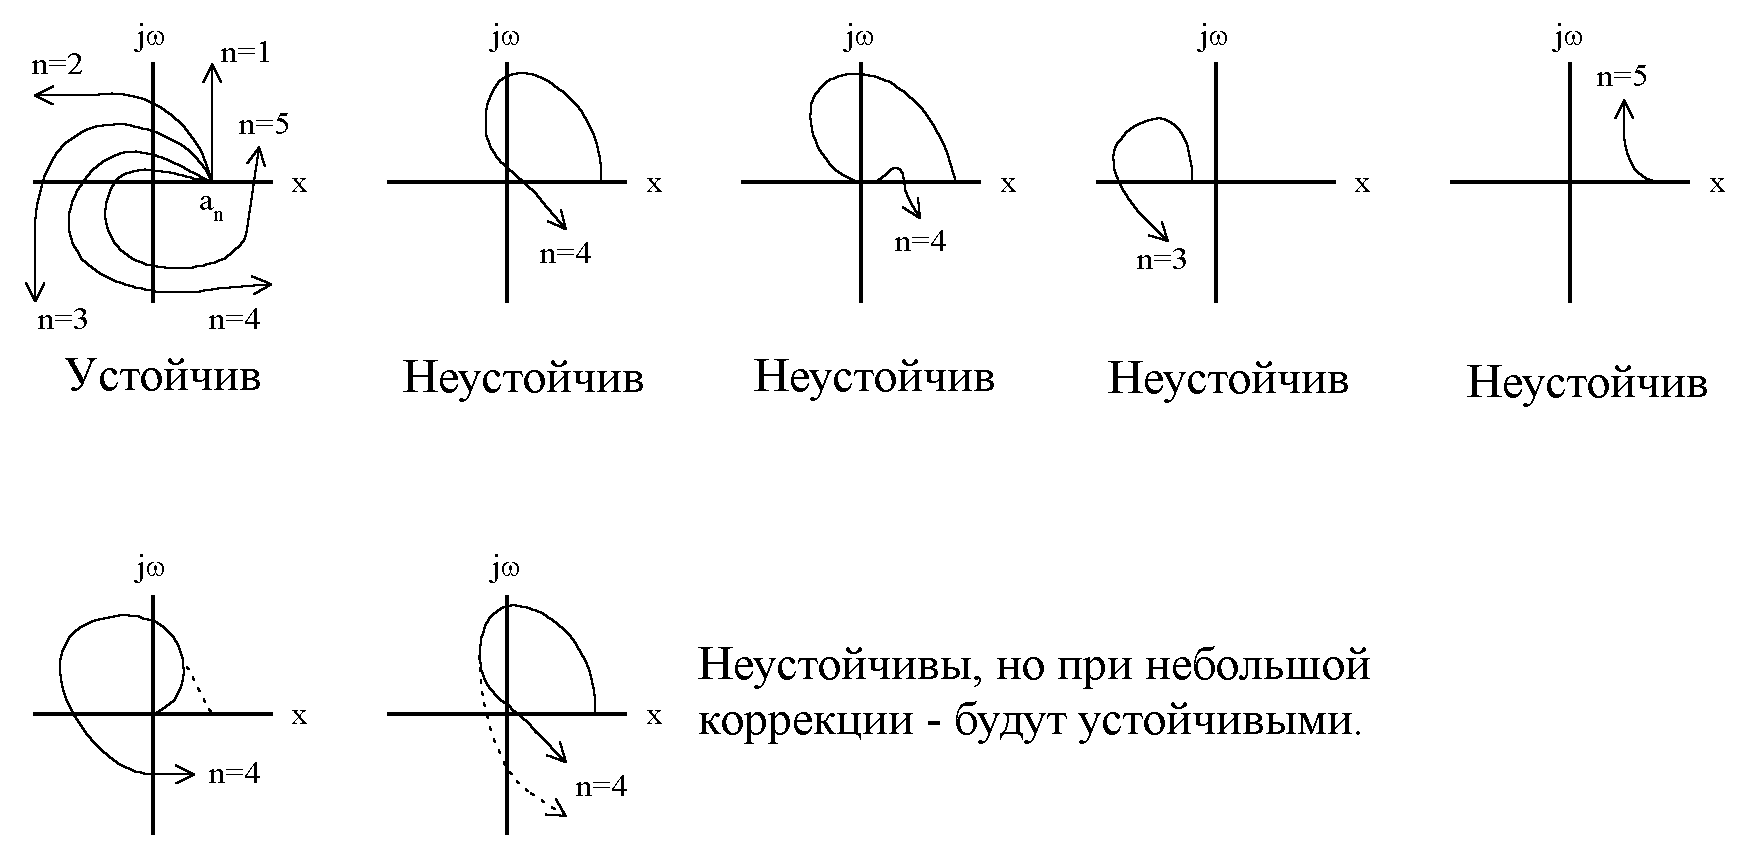 jω
n=1
n=2
n=5
x
aₙ
n=3
n=4
Устойчив
jω
x
n=4
Неустойчив
jω
x
n=4
Неустойчив
jω
x
n=3
Неустойчив
jω
n=5
x
Неустойчив
jω
x
n=4
jω
x
n=4
Неустойчивы, но при небольшой
коррекции - будут устойчивыми.